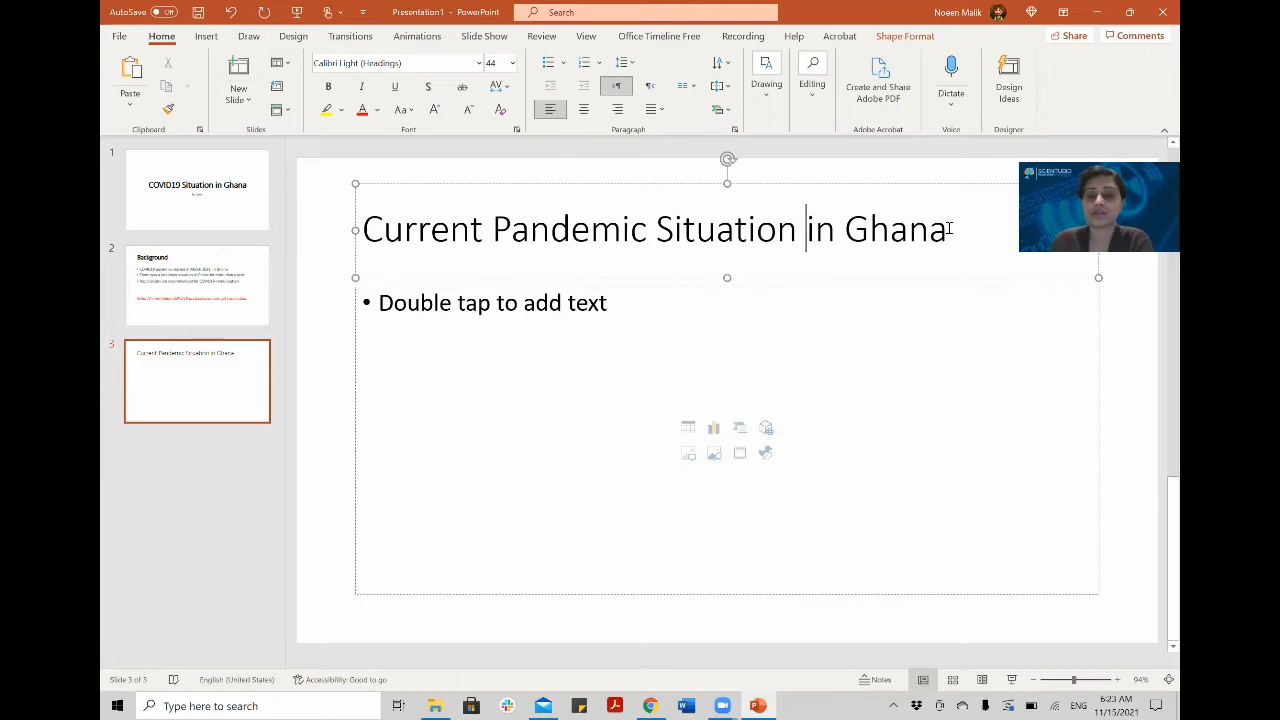 AutoSave Off
Presentation1 - PowerPoint
Search
Noeen Malik
File Home Insert Draw Design Transitions Animations Slide Show Review View Office Timeline Free Recording Help Acrobat Shape Format
Share Comments
Calibri Light (Headings) 44
Paste
New Slide
Drawing
Editing
Create and Share Adobe PDF
Dictate
Design Ideas
Clipboard Slides Font Paragraph Adobe Acrobat Voice Designer
1
COVID19 Situation in Ghana
2
Background
3
Current Pandemic Situation in Ghana
Current Pandemic Situation in Ghana
• Double tap to add text
SCIENTUDIO
Slide 3 of 3
English (United States)
Accessibility: Good to go
Notes
94%
Type here to search
6:23 AM
11/15/2021